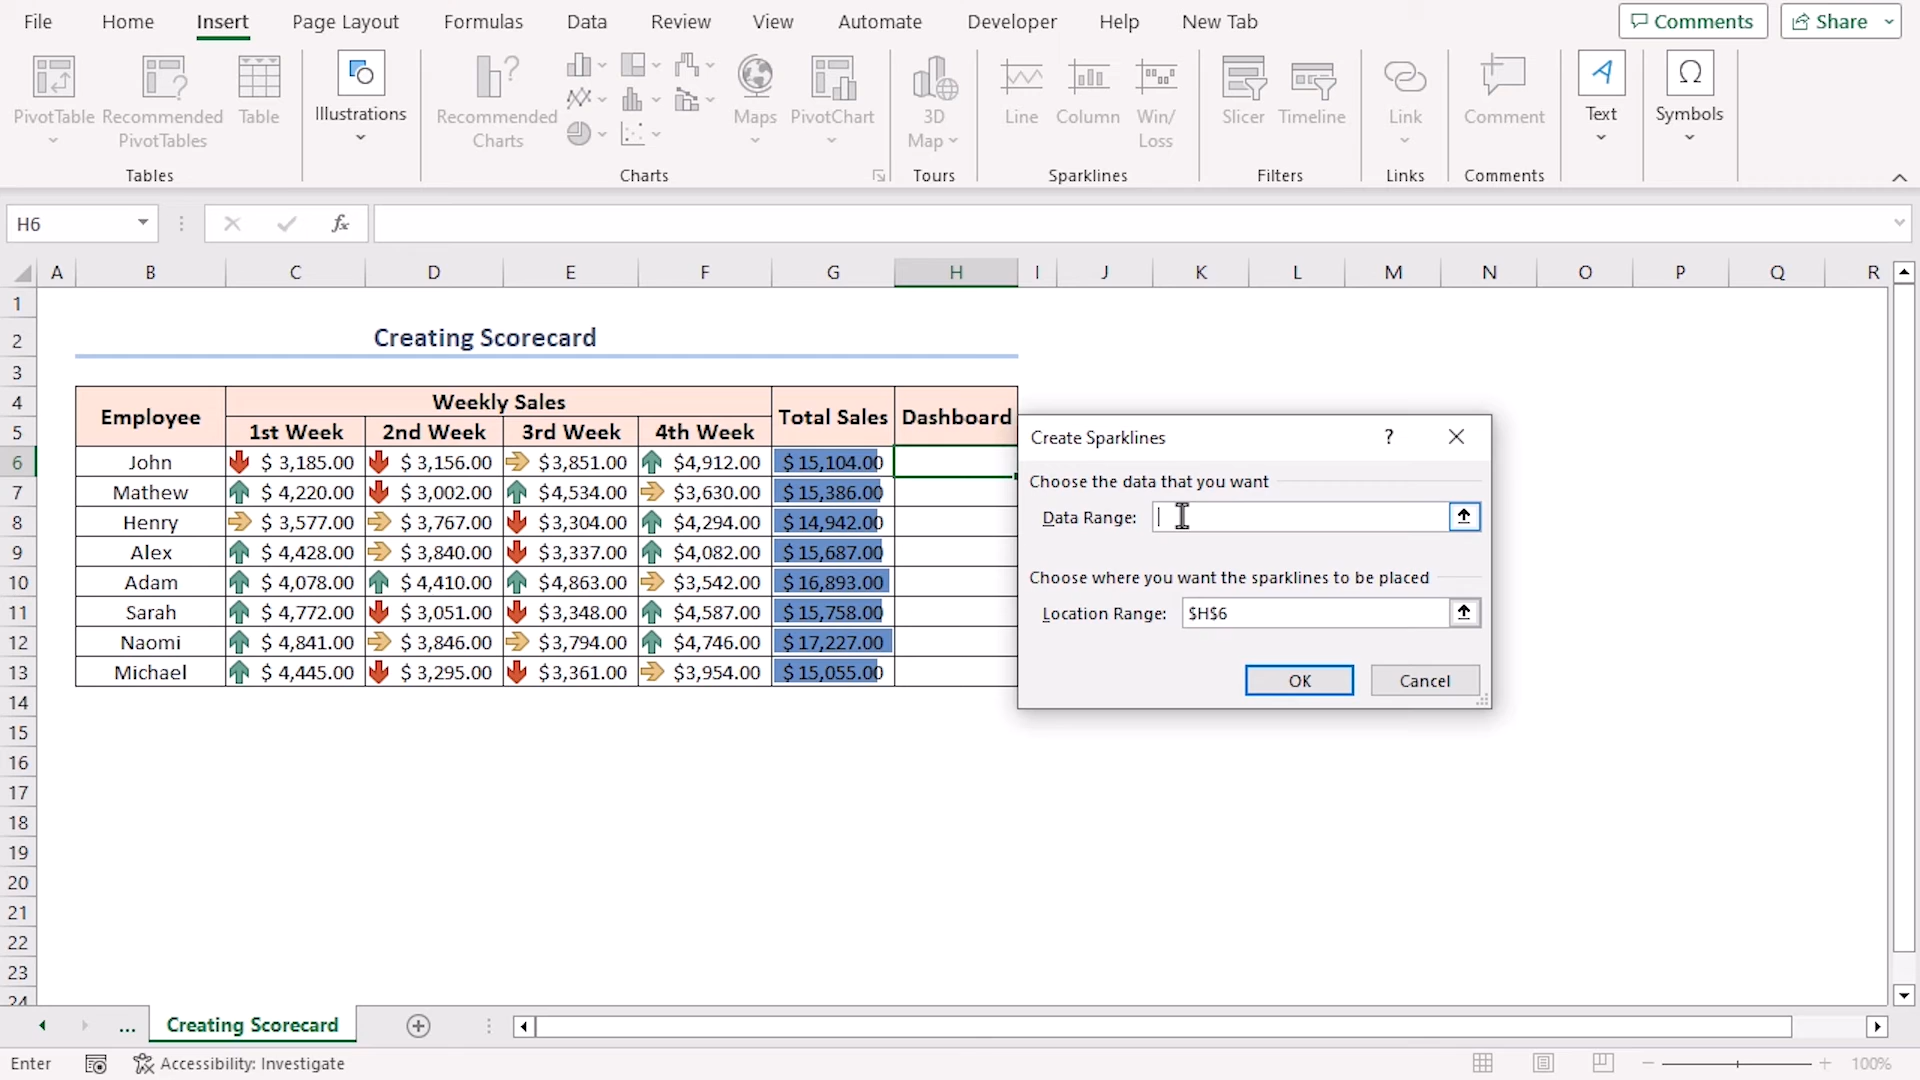 File Home Insert Page Layout Formulas Data Review View Automate Developer Help New Tab Comments Share
PivotTable Recommended PivotTables Table Illustrations Recommended Charts Maps PivotChart 3D Map Line Column Win/ Loss Slicer Timeline Link Comment Text Symbols
Tables Charts Tours Sparklines Filters Links Comments
H6 fx
A B C D E F G H I J K L M N O P Q R
1
2 Creating Scorecard
3
4 Employee Weekly Sales Total Sales Dashboard
5 1st Week 2nd Week 3rd Week 4th Week
6 John $ 3,185.00 $ 3,156.00 $3,851.00 $4,912.00 $15,104.00
7 Mathew $ 4,220.00 $ 3,002.00 $4,534.00 $3,630.00 $15,386.00
8 Henry $ 3,577.00 $ 3,767.00 $3,304.00 $4,294.00 $14,942.00
9 Alex $ 4,428.00 $ 3,840.00 $3,337.00 $4,082.00 $15,687.00
10 Adam $ 4,078.00 $ 4,410.00 $4,863.00 $3,542.00 $16,893.00
11 Sarah $ 4,772.00 $ 3,051.00 $3,348.00 $4,587.00 $15,758.00
12 Naomi $ 4,841.00 $ 3,846.00 $3,794.00 $4,746.00 $17,227.00
13 Michael $ 4,445.00 $ 3,295.00 $3,361.00 $3,954.00 $15,055.00
14
15
16
17
18
19
20
21
22
23
24
Create Sparklines ?
Choose the data that you want
Data Range:
Choose where you want the sparklines to be placed
Location Range: $H$6
OK Cancel
... Creating Scorecard
Enter Accessibility: Investigate 100%